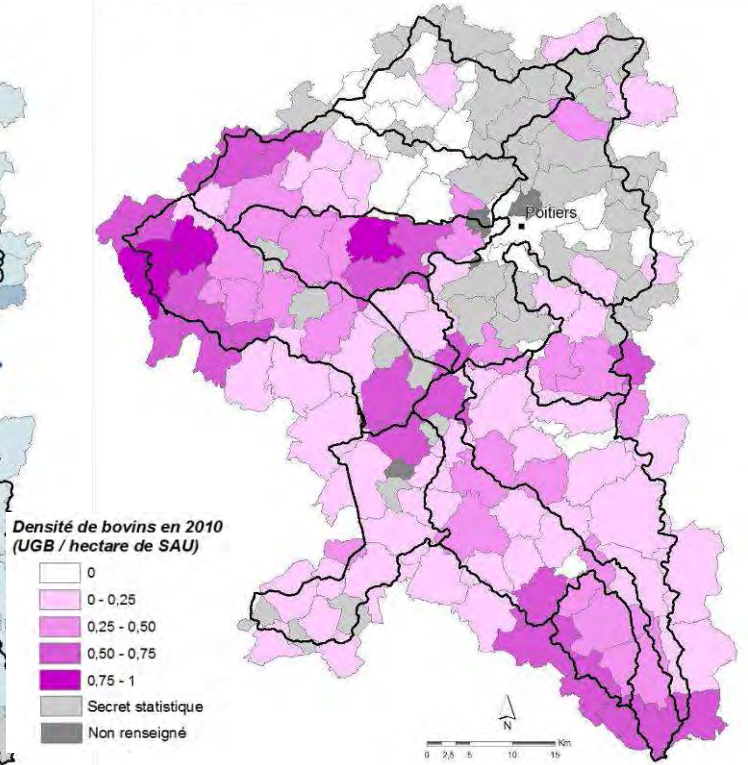 Poitiers
Densité de bovins en 2010
(UGB / hectare de SAU)
0
0 - 0,25
0,25 - 0,50
0,50 - 0,75
0,75 - 1
Secret statistique
Non renseigné
N
Km
0 2,5 5 10 15